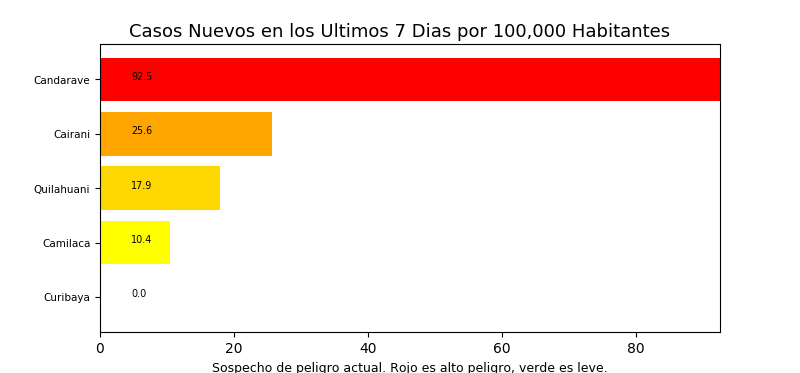 Casos Nuevos en los Ultimos 7 Dias por 100,000 Habitantes
Candarave 92.5
Cairani 25.6
Quilahuani 17.9
Camilaca 10.4
Curibaya 0.0
0 20 40 60 80
Sospecho de peligro actual. Rojo es alto peligro, verde es leve.